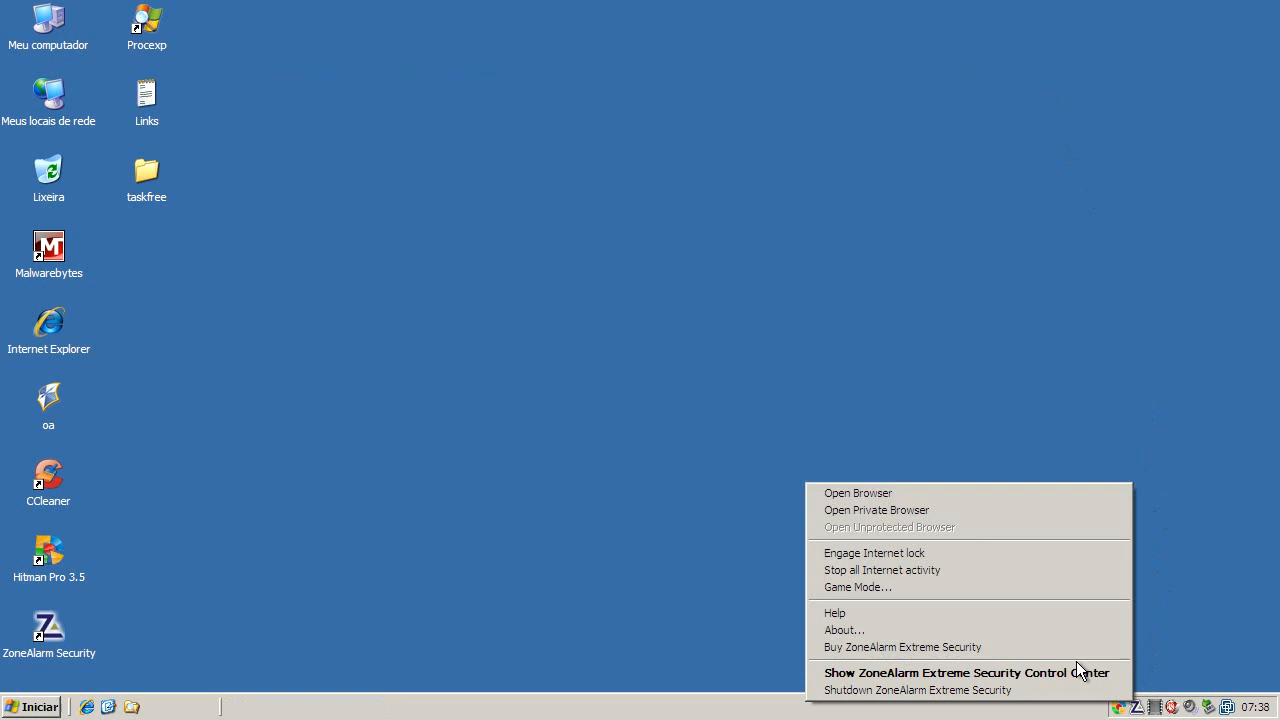 Meu computador
Procexp
Meus locais de rede
Links
Lixeira
taskfree
Malwarebytes
Internet Explorer
oa
CCleaner
Hitman Pro 3.5
ZoneAlarm Security
Open Browser
Open Private Browser
Open Unprotected Browser
Engage Internet lock
Stop all Internet activity
Game Mode...
Help
About...
Buy ZoneAlarm Extreme Security
Show ZoneAlarm Extreme Security Control Center
Shutdown ZoneAlarm Extreme Security
Iniciar
07:38